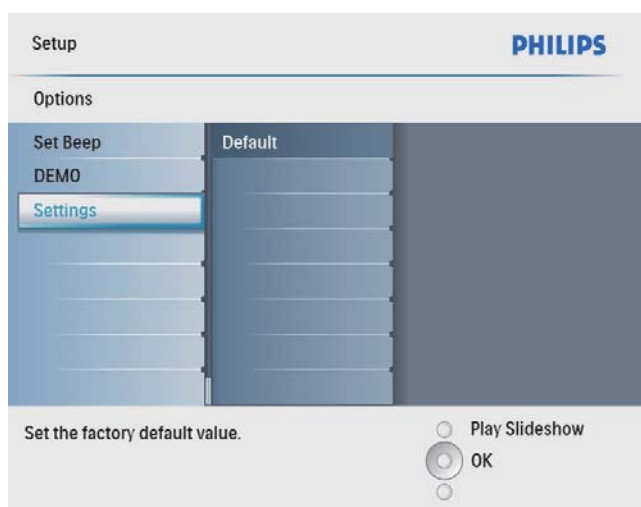 Setup
PHILIPS
Options
Set Beep
Default
DEMO
Settings
Set the factory default value.
Play Slideshow
OK